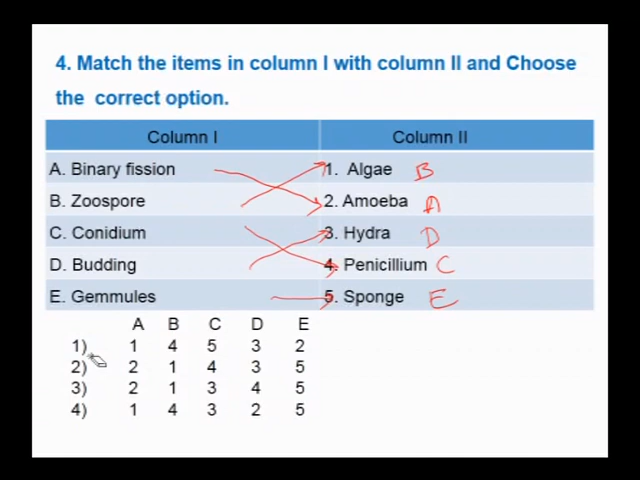 4. Match the items in column I with column II and Choose
the correct option.
Column I Column II
A. Binary fission 1. Algae B
B. Zoospore 2. Amoeba A
C. Conidium 3. Hydra D
D. Budding 4. Penicillium C
E. Gemmules 5. Sponge E
A B C D E
1) 1 4 5 3 2
2) 2 1 4 3 5
3) 2 1 3 4 5
4) 1 4 3 2 5